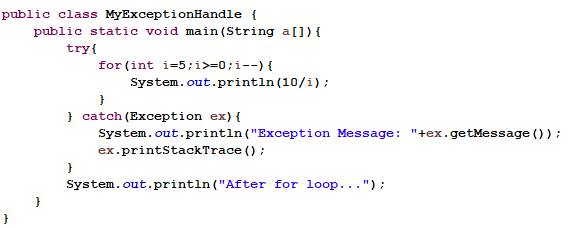 public class MyExceptionHandle {
    public static void main(String a[]){
        try{
            for(int i=5;i>=0;i--){
                System.out.println(10/i);
            }
        } catch(Exception ex){
            System.out.println("Exception Message: "+ex.getMessage());
            ex.printStackTrace();
        }
        System.out.println("After for loop...");
    }
}